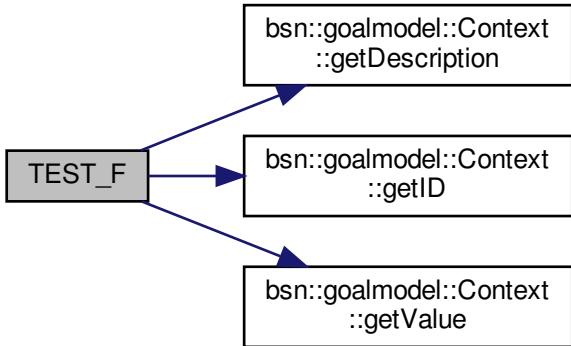 TEST_F
bsn::goalmodel::Context
::getDescription
bsn::goalmodel::Context
::getID
bsn::goalmodel::Context
::getValue